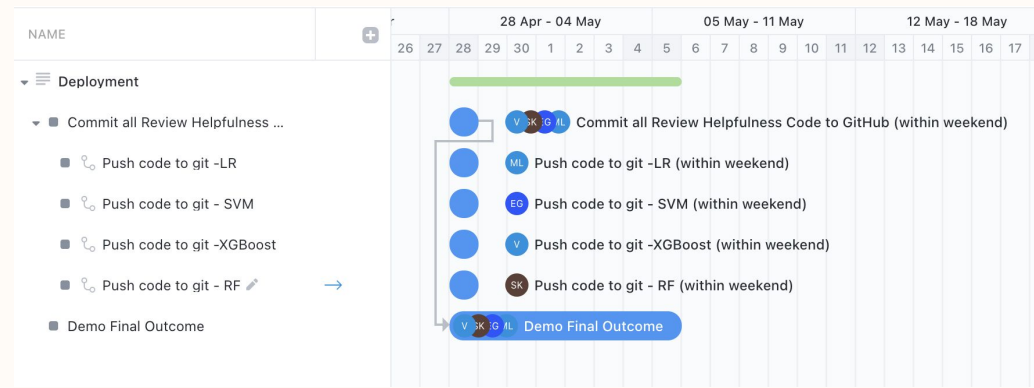 NAME
r 28 Apr - 04 May 05 May - 11 May 12 May - 18 May
26 27 28 29 30 1 2 3 4 5 6 7 8 9 10 11 12 13 14 15 16 17
Deployment
Commit all Review Helpfulness ... V SK EG ML Commit all Review Helpfulness Code to GitHub (within weekend)
Push code to git -LR ML Push code to git -LR (within weekend)
Push code to git - SVM EG Push code to git - SVM (within weekend)
Push code to git -XGBoost V Push code to git -XGBoost (within weekend)
Push code to git - RF SK Push code to git - RF (within weekend)
Demo Final Outcome V SK EG ML Demo Final Outcome